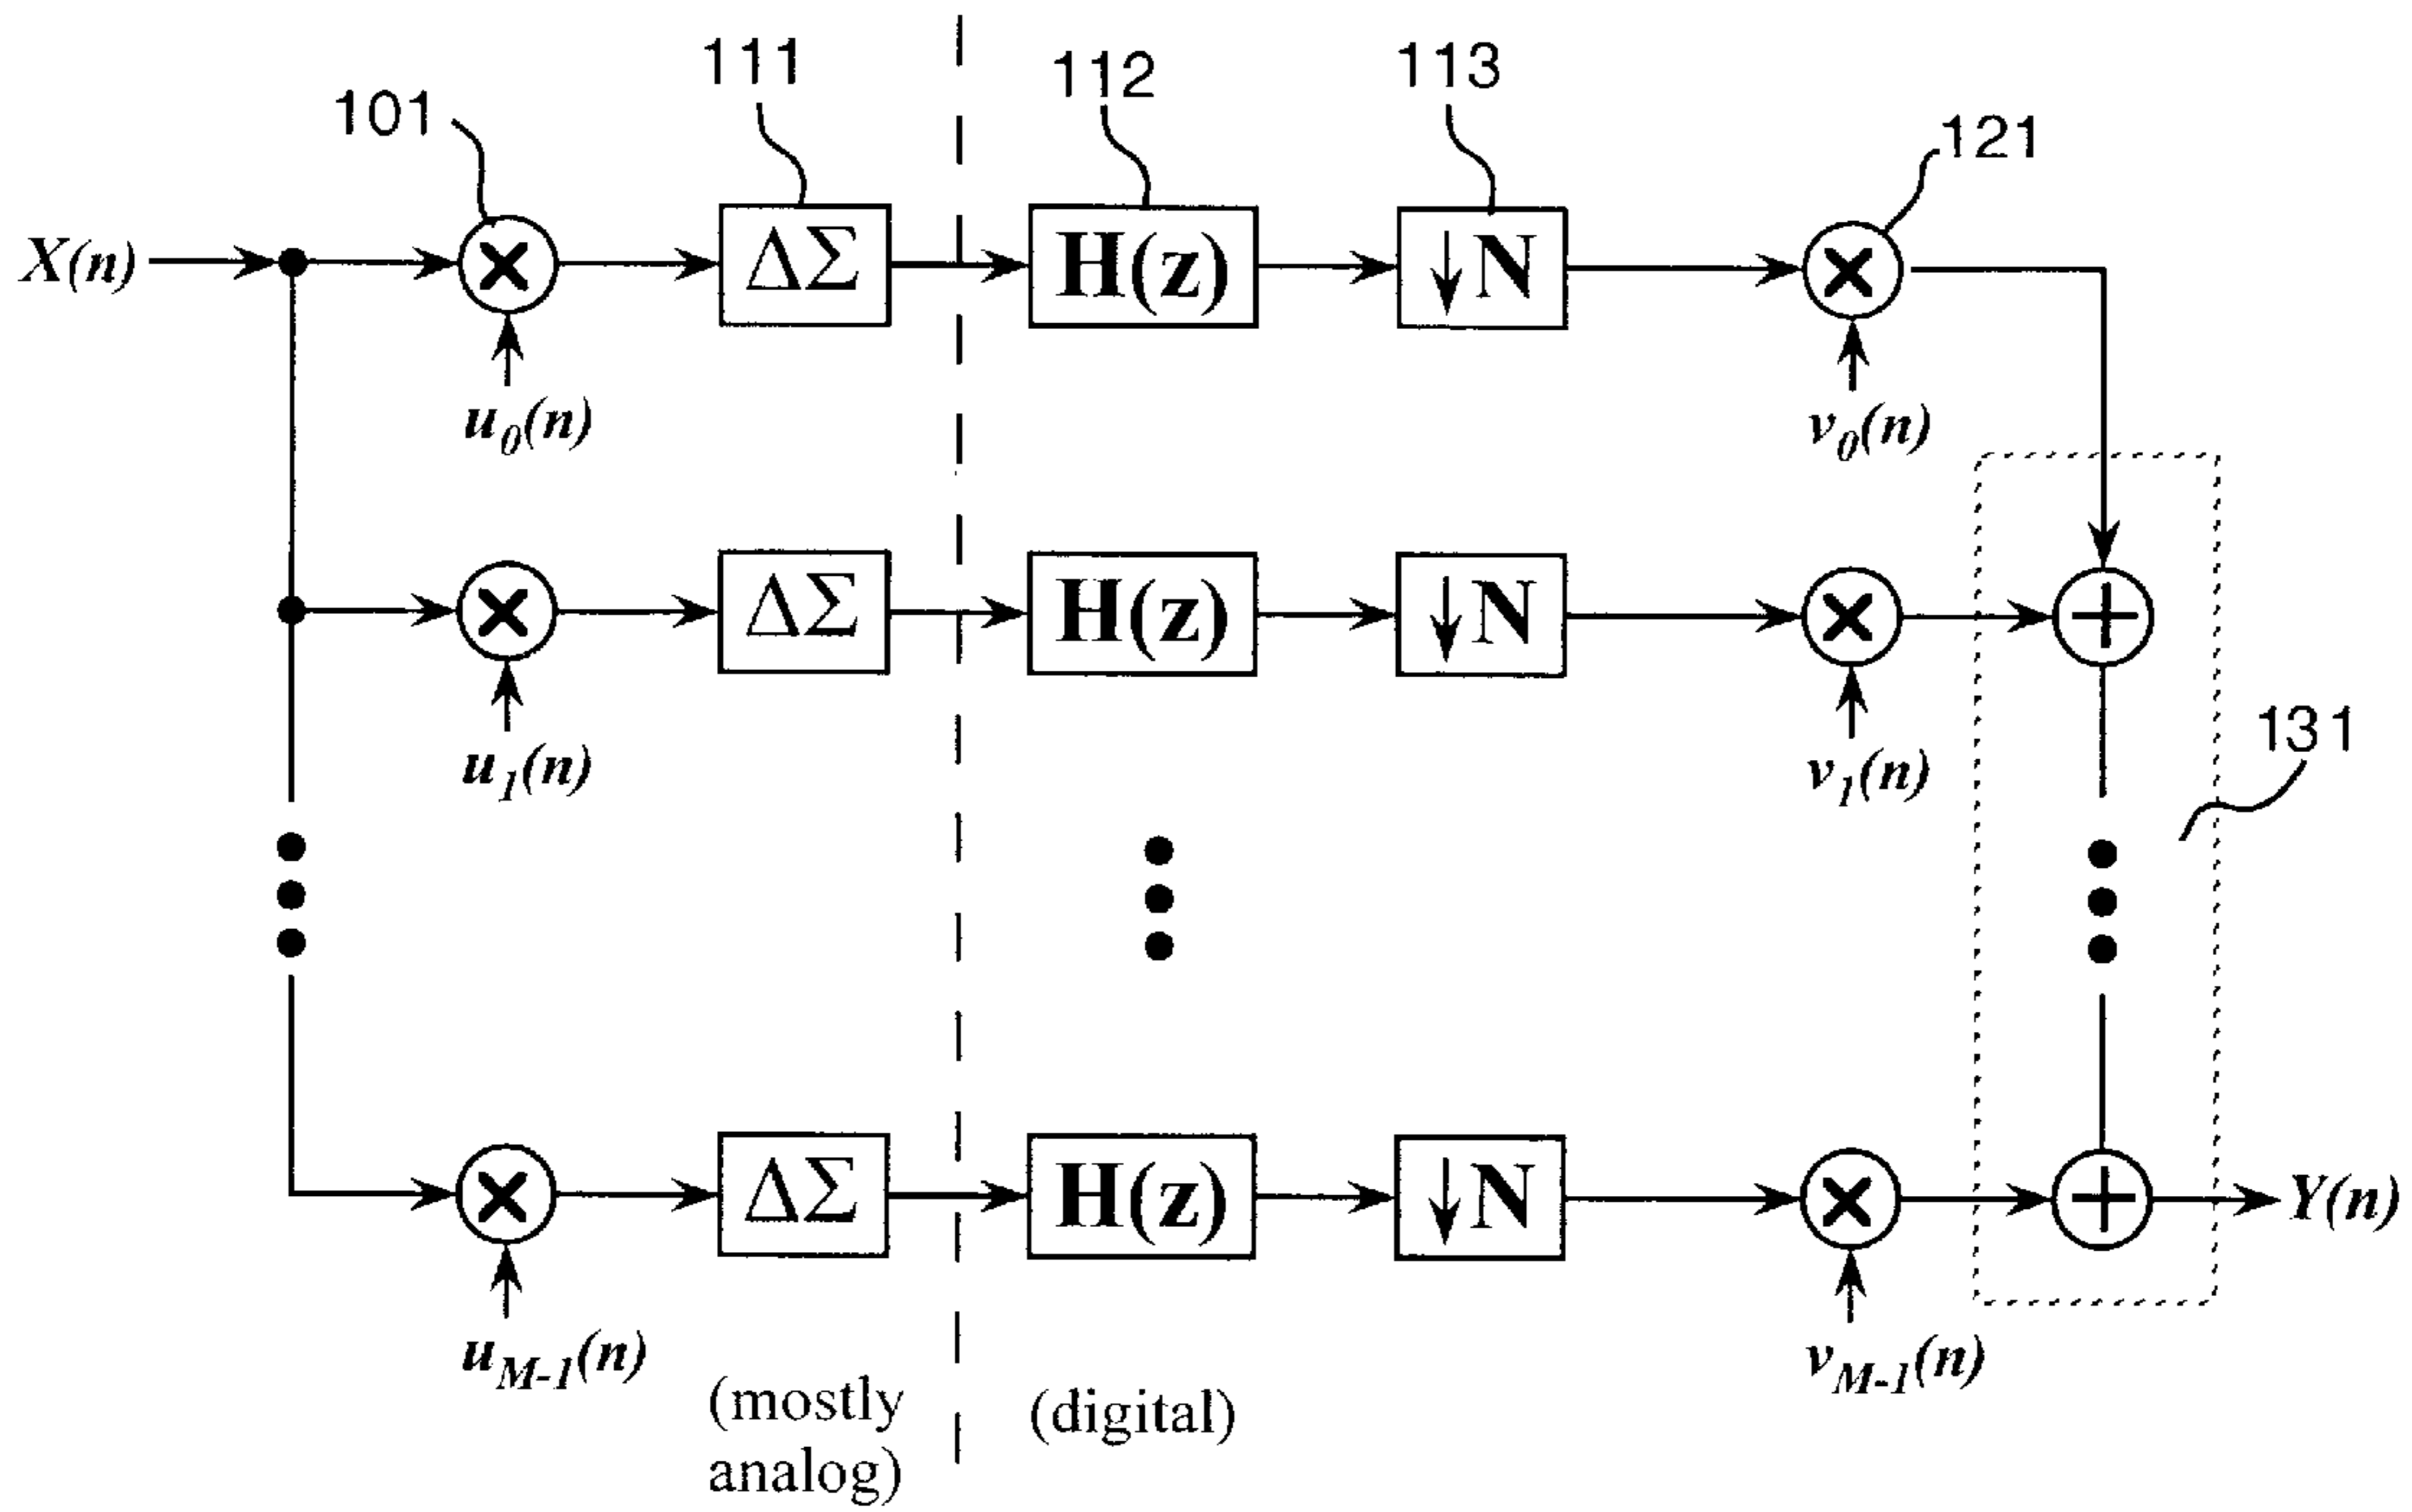 101
111
112
113
121
X(n)
ΔΣ
H(z)
↓N
u0(n)
v0(n)
ΔΣ
H(z)
↓N
u1(n)
v1(n)
131
ΔΣ
H(z)
↓N
Y(n)
uM-1(n)
vM-1(n)
(mostly
analog)
(digital)